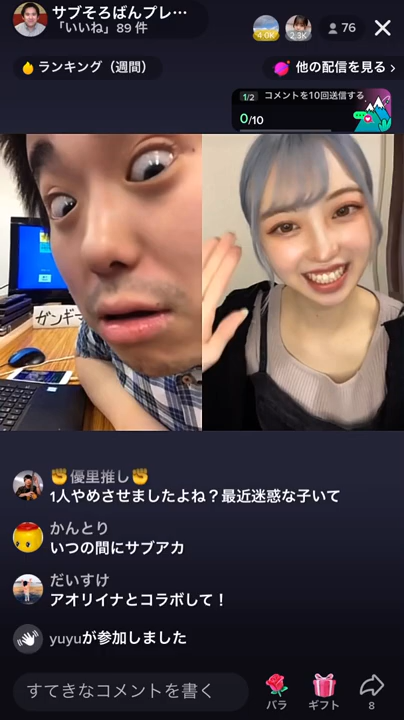 サブそろばんプレ…
「いいね」89 件
4.0K
2.3K
76
ランキング（週間）
他の配信を見る
1/2 コメントを10回送信する
0/10
ガンギマ
優里推し
1人やめさせましたよね？最近迷惑な子いて
かんとり
いつの間にサブアカ
だいすけ
アオリイナとコラボして！
yuyuが参加しました
すてきなコメントを書く
バラ
ギフト
8